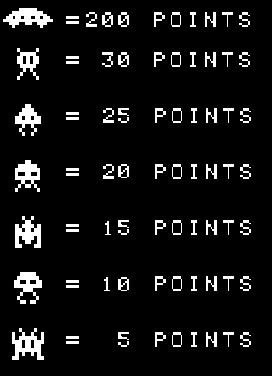 =200 POINTS
= 30 POINTS
= 25 POINTS
= 20 POINTS
= 15 POINTS
= 10 POINTS
= 5 POINTS